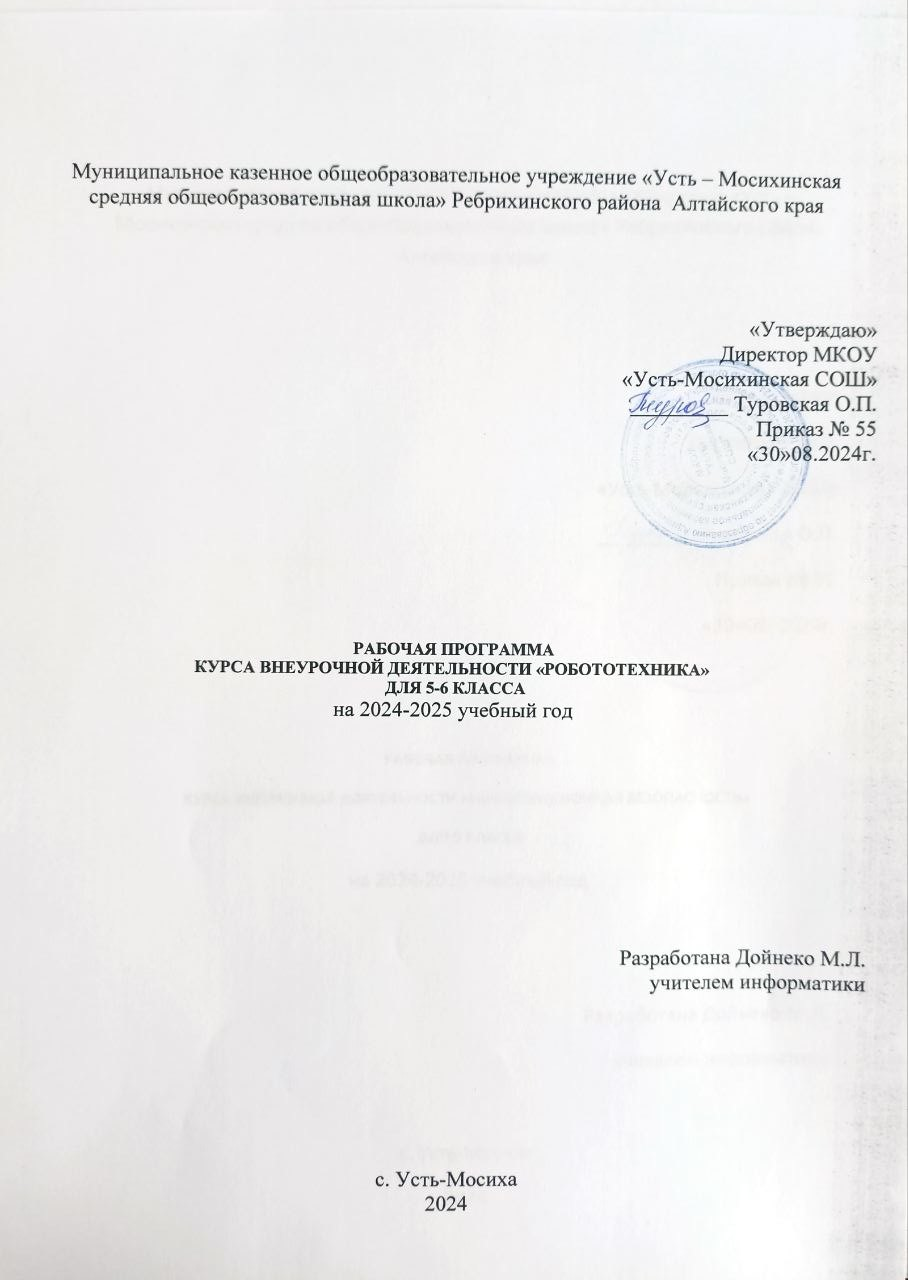 Муниципальное казенное общеобразовательное учреждение «Усть – Мосихинская
средняя общеобразовательная школа» Ребрихинского района Алтайского края
«Утверждаю»
Директор МКОУ
«Усть-Мосихинская СОШ»
Туровская О.П.
Приказ № 55
«30»08.2024г.
РАБОЧАЯ ПРОГРАММА
КУРСА ВНЕУРОЧНОЙ ДЕЯТЕЛЬНОСТИ «РОБОТОТЕХНИКА»
ДЛЯ 5-6 КЛАССА
на 2024-2025 учебный год
Разработана Дойнеко М.Л.
учителем информатики
с. Усть-Мосиха
2024